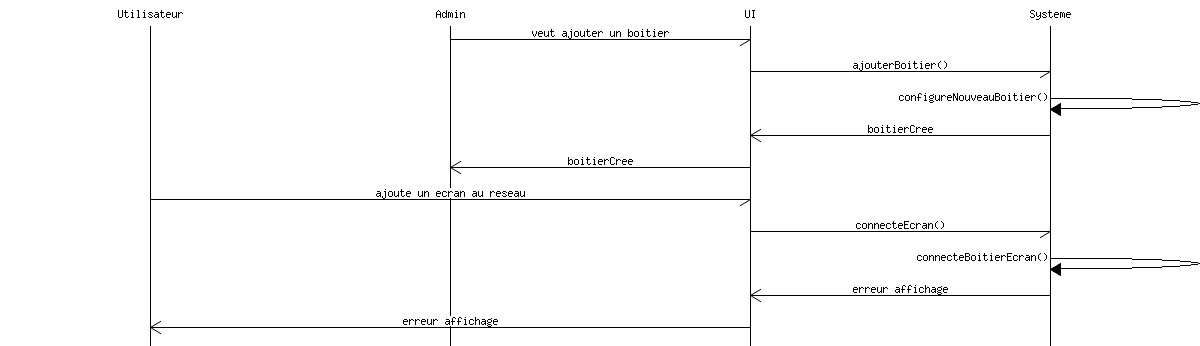 Utilisateur Admin UI Systeme
veut ajouter un boitier
ajouterBoitier()
configureNouveauBoitier()
boitierCree
boitierCree
ajoute un ecran au reseau
connecteEcran()
connecteBoitierEcran()
erreur affichage
erreur affichage